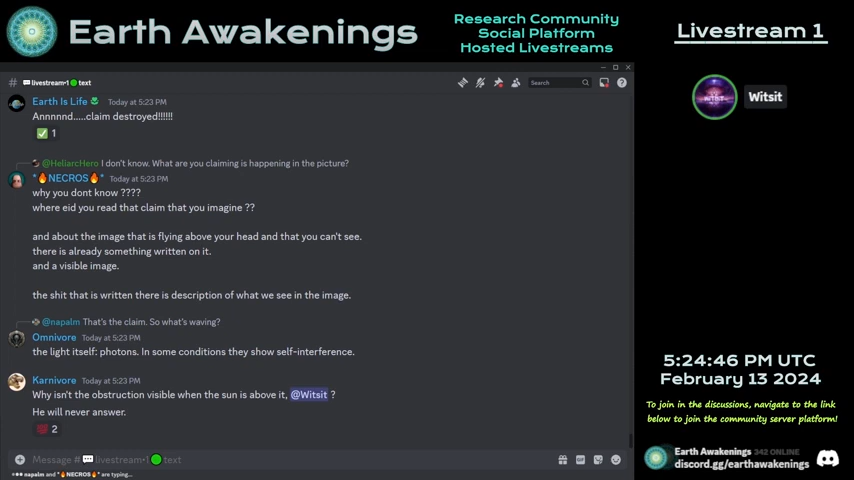 Earth Awakenings
Research Community
Social Platform
Hosted Livestreams
Livestream 1
# livestream•1 text
Search
Witsit
Earth Is Life Today at 5:23 PM
Annnnnd.....claim destroyed!!!!!!
1
@HeliarcHero I don't know. What are you claiming is happening in the picture?
*🔥NECROS🔥* Today at 5:23 PM
why you dont know ????
where eid you read that claim that you imagine ??
and about the image that is flying above your head and that you can't see.
there is already something written on it.
and a visible image.
the shit that is written there is description of what we see in the image.
@napalm That's the claim. So what's waving?
Omnivore Today at 5:23 PM
the light itself: photons. In some conditions they show self-interference.
Karnivore Today at 5:23 PM
Why isn't the obstruction visible when the sun is above it, @Witsit ?
He will never answer.
2
Message # livestream•1 text
GIF
napalm and *🔥NECROS🔥* are typing...
5:24:46 PM UTC
February 13 2024
To join in the discussions, navigate to the link
below to join the community server platform!
Earth Awakenings 342 ONLINE
discord.gg/earthawakenings